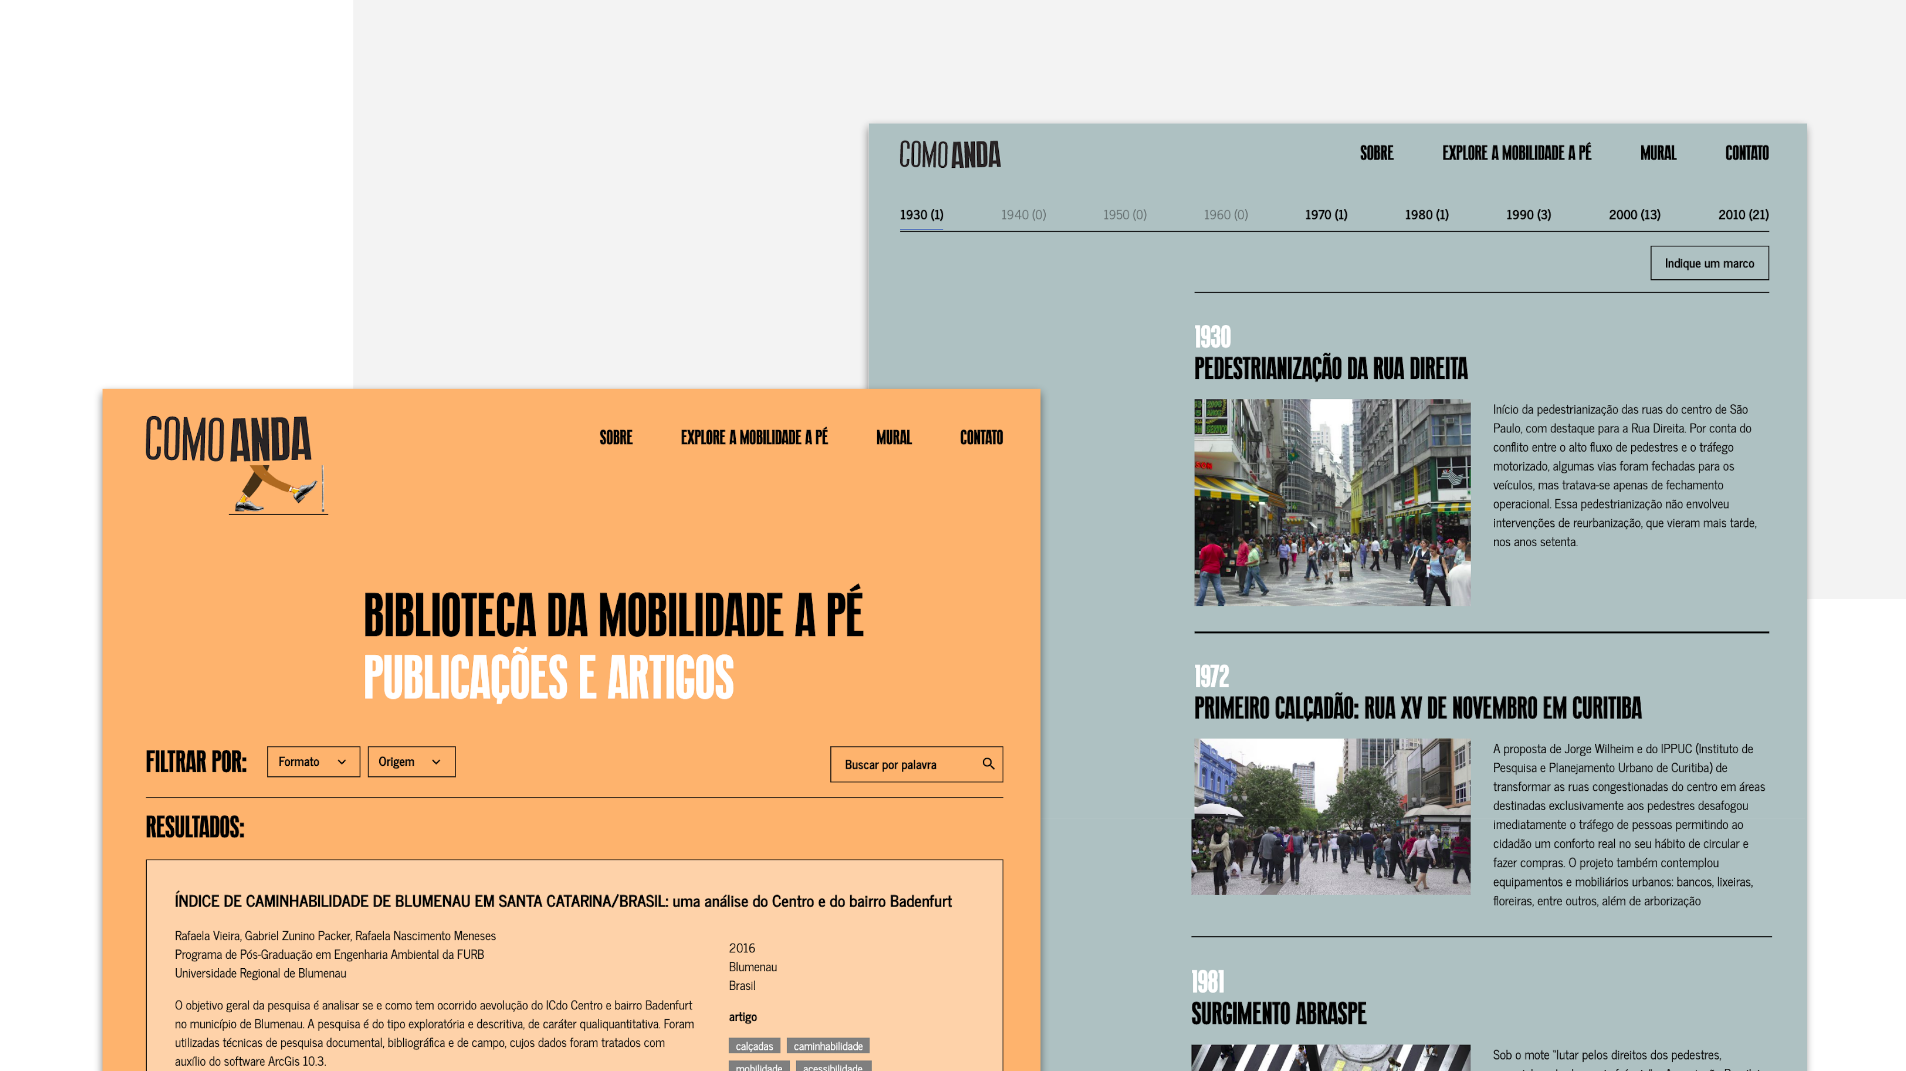 COMO ANDA
SOBRE
EXPLORE A MOBILIDADE A PÉ
MURAL
CONTATO
1930 (1)
1940 (0)
1950 (0)
1960 (0)
1970 (1)
1980 (1)
1990 (3)
2000 (13)
2010 (21)
Indique um marco
1930
PEDESTRIANIZAÇÃO DA RUA DIREITA
Início da pedestrianização das ruas do centro de São
Paulo, com destaque para a Rua Direita. Por conta do
conflito entre o alto fluxo de pedestres e o tráfego
motorizado, algumas vias foram fechadas para os
veículos, mas tratava-se apenas de fechamento
operacional. Essa pedestrianização não envolveu
intervenções de reurbanização, que vieram mais tarde,
nos anos setenta.
1972
PRIMEIRO CALÇADÃO: RUA XV DE NOVEMBRO EM CURITIBA
A proposta de Jorge Wilheim e do IPPUC (Instituto de
Pesquisa e Planejamento Urbano de Curitiba) de
transformar as ruas congestionadas do centro em áreas
destinadas exclusivamente aos pedestres desafogou
imediatamente o tráfego de pessoas permitindo ao
cidadão um conforto real no seu hábito de circular e
fazer compras. O projeto também contemplou
equipamentos e mobiliários urbanos: bancos, lixeiras,
floreiras, entre outros, além de arborização
1981
SURGIMENTO ABRASPE
Sob o mote "lutar pelos direitos dos pedestres,
COMO ANDA
SOBRE
EXPLORE A MOBILIDADE A PÉ
MURAL
CONTATO
BIBLIOTECA DA MOBILIDADE A PÉ
PUBLICAÇÕES E ARTIGOS
FILTRAR POR:
Formato
Origem
Buscar por palavra
RESULTADOS:
ÍNDICE DE CAMINHABILIDADE DE BLUMENAU EM SANTA CATARINA/BRASIL: uma análise do Centro e do bairro Badenfurt
Rafaela Vieira, Gabriel Zunino Packer, Rafaela Nascimento Meneses
Programa de Pós-Graduação em Engenharia Ambiental da FURB
Universidade Regional de Blumenau
O objetivo geral da pesquisa é analisar se e como tem ocorrido aevolução do ICdo Centro e bairro Badenfurt
no município de Blumenau. A pesquisa é do tipo exploratória e descritiva, de caráter qualiquantitativa. Foram
utilizadas técnicas de pesquisa documental, bibliográfica e de campo, cujos dados foram tratados com
auxílio do software ArcGis 10.3.
2016
Blumenau
Brasil
artigo
calçadas
caminhabilidade
mobilidade
acessibilidade